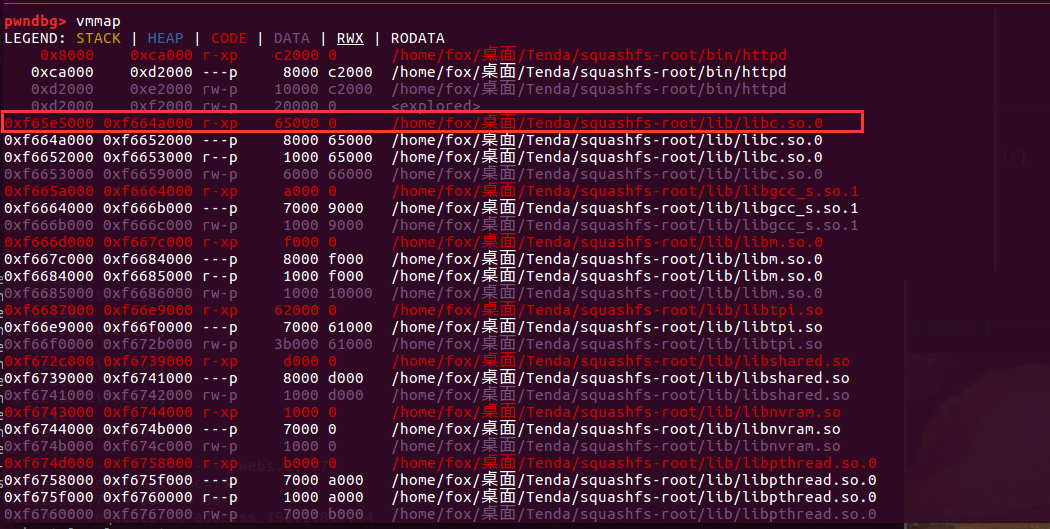 pwndbg> vmmap
LEGEND: STACK | HEAP | CODE | DATA | RWX | RODATA
0x8000 0xca000 r-xp c2000 0 /home/fox/桌面/Tenda/squashfs-root/bin/httpd
0xca000 0xd2000 ---p 8000 c2000 /home/fox/桌面/Tenda/squashfs-root/bin/httpd
0xd2000 0xe2000 rw-p 10000 c2000 /home/fox/桌面/Tenda/squashfs-root/bin/httpd
0xd2000 0xf2000 rw-p 20000 0 <explored>
0xf65e5000 0xf664a000 r-xp 65000 0 /home/fox/桌面/Tenda/squashfs-root/lib/libc.so.0
0xf664a000 0xf6652000 ---p 8000 65000 /home/fox/桌面/Tenda/squashfs-root/lib/libc.so.0
0xf6652000 0xf6653000 r--p 1000 65000 /home/fox/桌面/Tenda/squashfs-root/lib/libc.so.0
0xf6653000 0xf6659000 rw-p 6000 66000 /home/fox/桌面/Tenda/squashfs-root/lib/libc.so.0
0xf665a000 0xf6664000 r-xp a000 0 /home/fox/桌面/Tenda/squashfs-root/lib/libgcc_s.so.1
0xf6664000 0xf666b000 ---p 7000 9000 /home/fox/桌面/Tenda/squashfs-root/lib/libgcc_s.so.1
0xf666b000 0xf666c000 rw-p 1000 9000 /home/fox/桌面/Tenda/squashfs-root/lib/libgcc_s.so.1
0xf666d000 0xf667c000 r-xp f000 0 /home/fox/桌面/Tenda/squashfs-root/lib/libm.so.0
0xf667c000 0xf6684000 ---p 8000 f000 /home/fox/桌面/Tenda/squashfs-root/lib/libm.so.0
0xf6684000 0xf6685000 r--p 1000 f000 /home/fox/桌面/Tenda/squashfs-root/lib/libm.so.0
0xf6685000 0xf6686000 rw-p 1000 10000 /home/fox/桌面/Tenda/squashfs-root/lib/libm.so.0
0xf6687000 0xf66e9000 r-xp 62000 0 /home/fox/桌面/Tenda/squashfs-root/lib/libtpi.so
0xf66e9000 0xf66f0000 ---p 7000 61000 /home/fox/桌面/Tenda/squashfs-root/lib/libtpi.so
0xf66f0000 0xf672b000 rw-p 3b000 61000 /home/fox/桌面/Tenda/squashfs-root/lib/libtpi.so
0xf672c000 0xf6739000 r-xp d000 0 /home/fox/桌面/Tenda/squashfs-root/lib/libshared.so
0xf6739000 0xf6741000 ---p 8000 d000 /home/fox/桌面/Tenda/squashfs-root/lib/libshared.so
0xf6741000 0xf6742000 rw-p 1000 d000 /home/fox/桌面/Tenda/squashfs-root/lib/libshared.so
0xf6743000 0xf6744000 r-xp 1000 0 /home/fox/桌面/Tenda/squashfs-root/lib/libnvram.so
0xf6744000 0xf674b000 ---p 7000 0 /home/fox/桌面/Tenda/squashfs-root/lib/libnvram.so
0xf674b000 0xf674c000 rw-p 1000 0 /home/fox/桌面/Tenda/squashfs-root/lib/libnvram.so
0xf674d000 0xf6758000 r-xp b000 0 /home/fox/桌面/Tenda/squashfs-root/lib/libpthread.so.0
0xf6758000 0xf675f000 ---p 7000 a000 /home/fox/桌面/Tenda/squashfs-root/lib/libpthread.so.0
0xf675f000 0xf6760000 r--p 1000 a000 /home/fox/桌面/Tenda/squashfs-root/lib/libpthread.so.0
0xf6760000 0xf6767000 rw-p 7000 b000 /home/fox/桌面/Tenda/squashfs-root/lib/libpthread.so.0